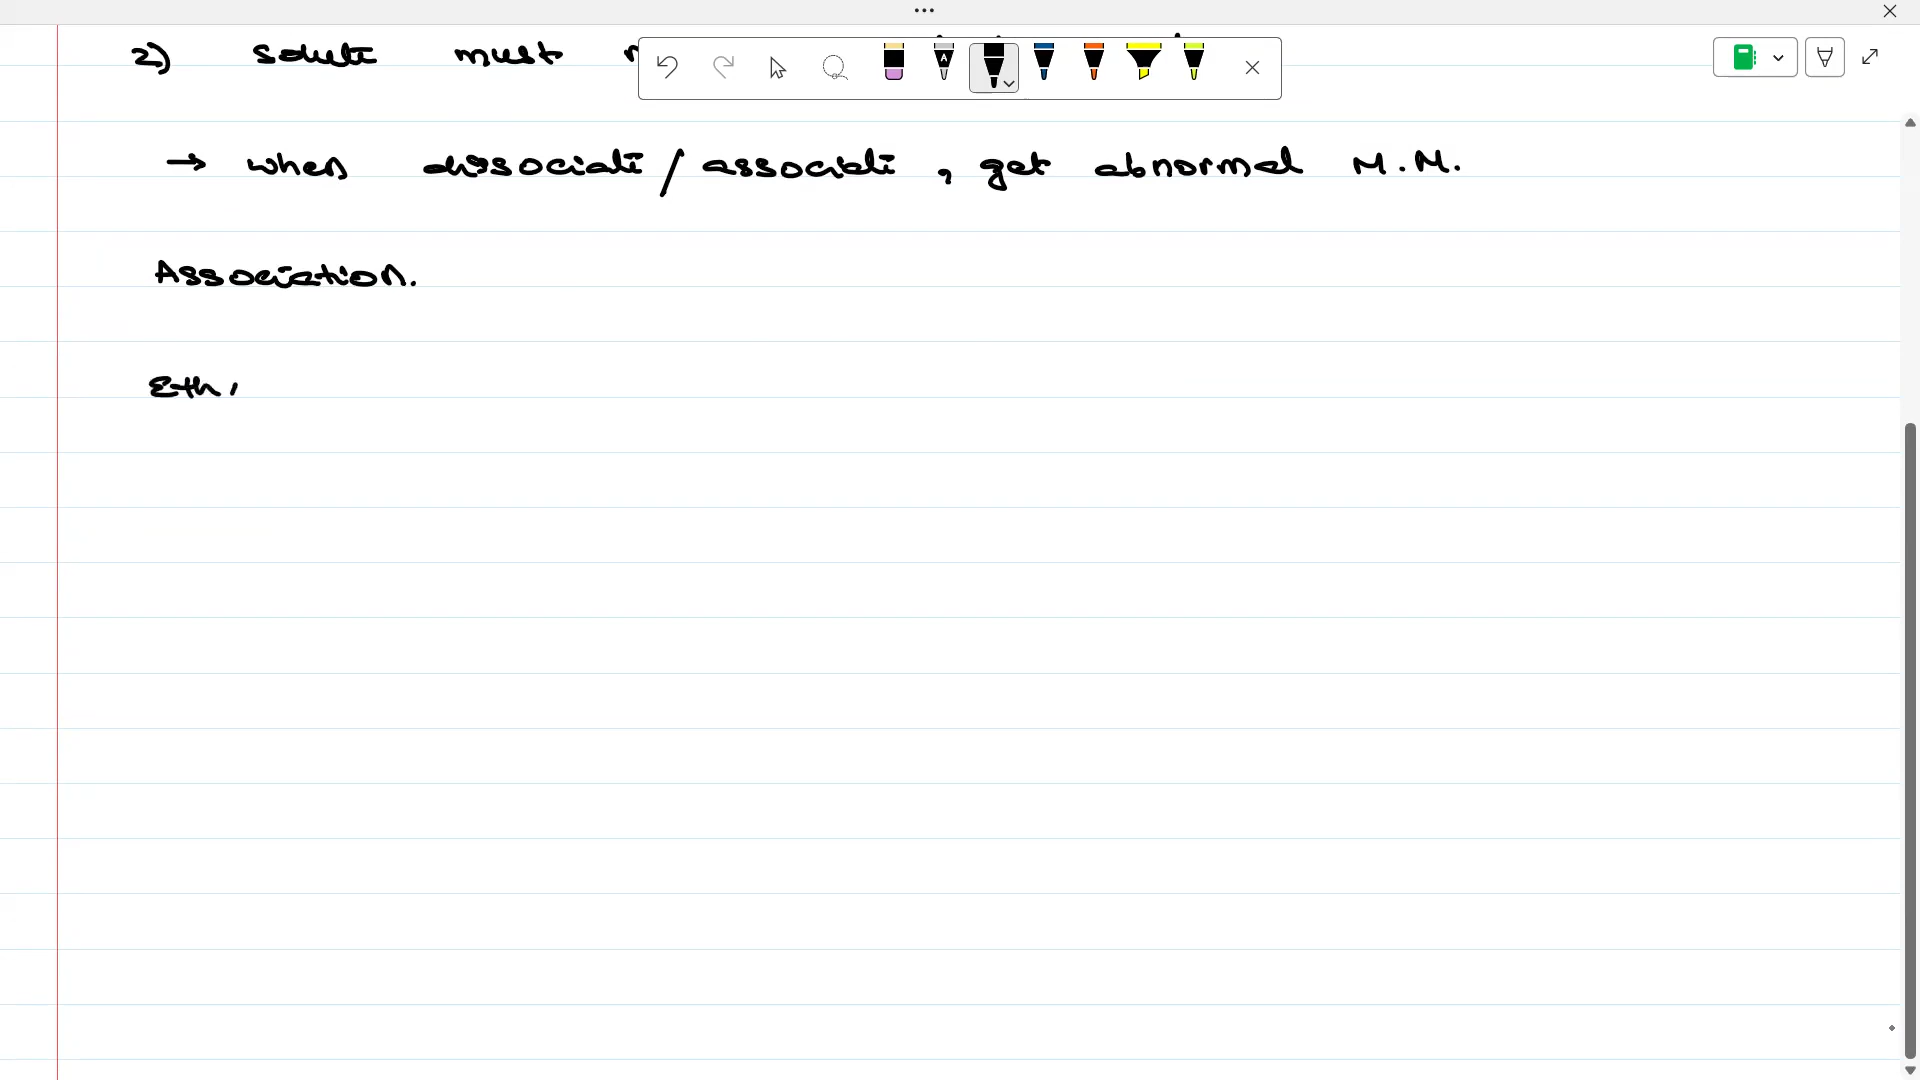 2) solute must
→ when dissociate / associate , get abnormal M.M.
Association.
Eth